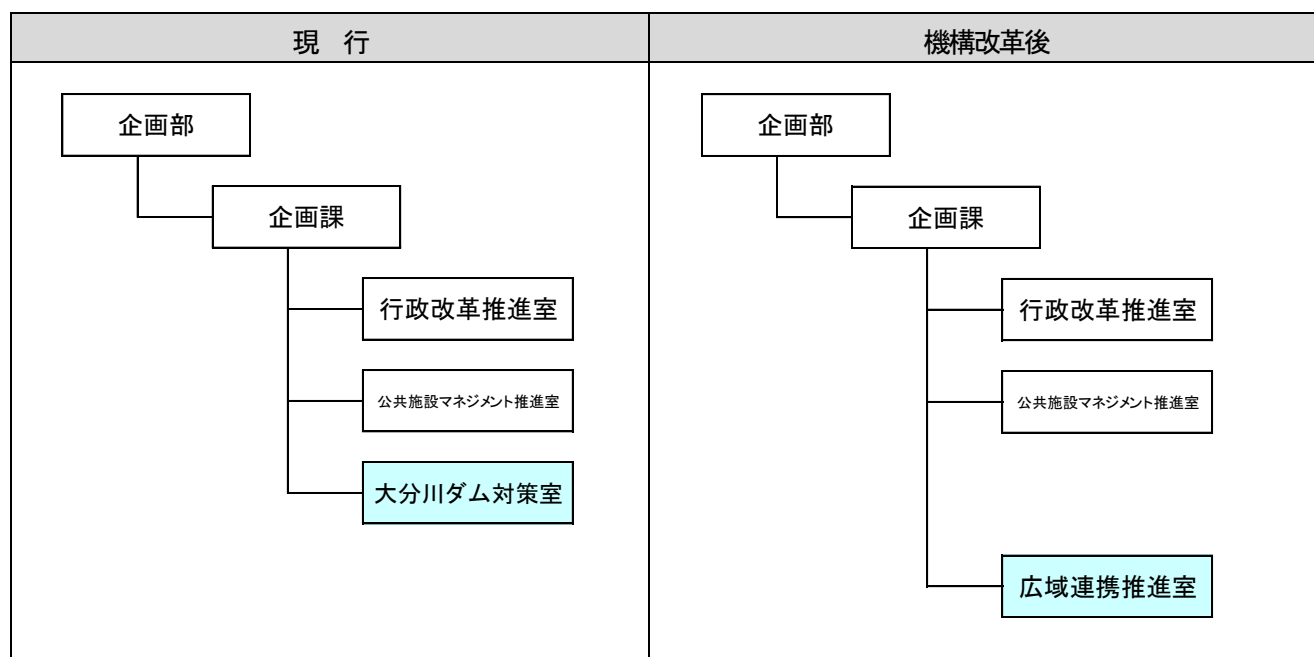 現　行
企画部
企画課
行政改革推進室
公共施設マネジメント推進室
大分川ダム対策室
機構改革後
企画部
企画課
行政改革推進室
公共施設マネジメント推進室
広域連携推進室